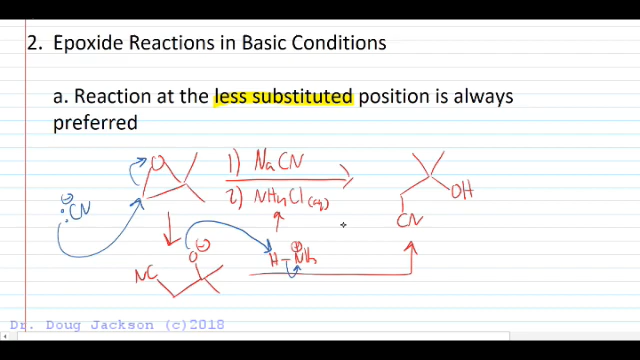 2. Epoxide Reactions in Basic Conditions
a. Reaction at the less substituted position is always
preferred
O
1) NaCN
2) NH4Cl(aq)
OH
CN
⊖
:CN
⊖
O
NC
H-NH3
⊕
Dr. Doug Jackson (c)2018